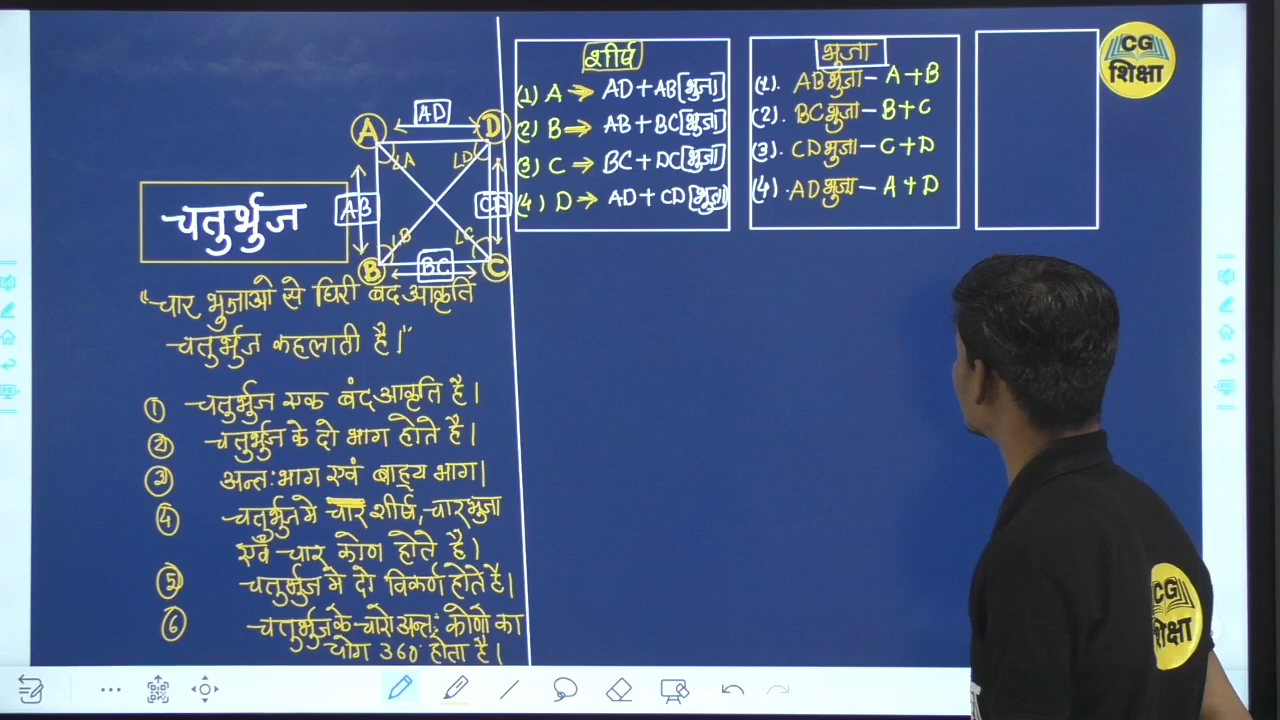 CG
शिक्षा
चतुर्भुज
A
AD
D
∠A
∠D
AB
CD
∠B
∠C
B
BC
C
"चार भुजाओ से घिरी बंद आकृति
चतुर्भुज कहलाती है।"
① चतुर्भुज एक बंद आकृति है।
② चतुर्भुज के दो भाग होते है।
③ अन्तःभाग एवं बाह्य भाग।
④ चतुर्भुज मे चार शीर्ष, चार भुजा
एवं चार कोण होते है।
⑤ चतुर्भुज मे दो विकर्ण होते है।
⑥ चतुर्भुज के चारो अन्तः कोणो का
योग 360° होता है।
शीर्ष
(1) A ⇒ AD + AB [भुजा]
(2) B ⇒ AB + BC [भुजा]
(3) C ⇒ BC + DC [भुजा]
(4) D ⇒ AD + CD [भुजा]
भुजा
(1). AB भुजा - A + B
(2). BC भुजा - B + C
(3). CD भुजा - C + D
(4). AD भुजा - A + D
CG
शिक्षा